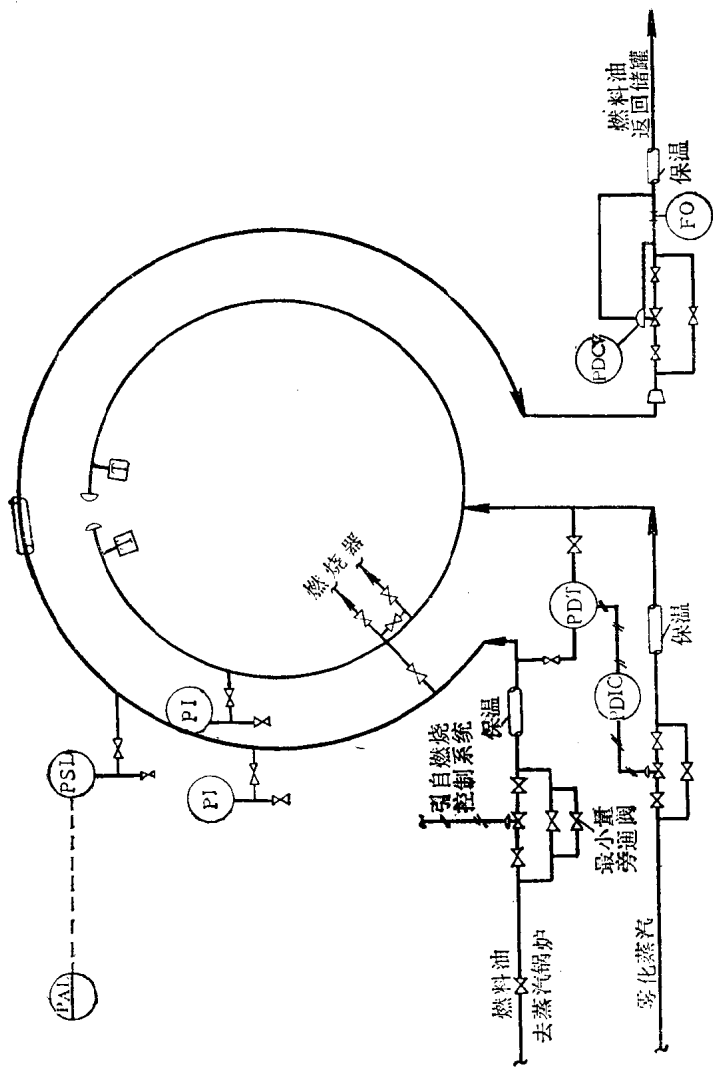 燃料油
返回储罐
保温
FO
PDCV
T
T
燃烧器
PI
PI
PSL
PAL
PDT
PDIC
保温
保温
引自燃烧
控制系统
最小量
旁通阀
燃料油
去蒸汽锅炉
雾化蒸汽